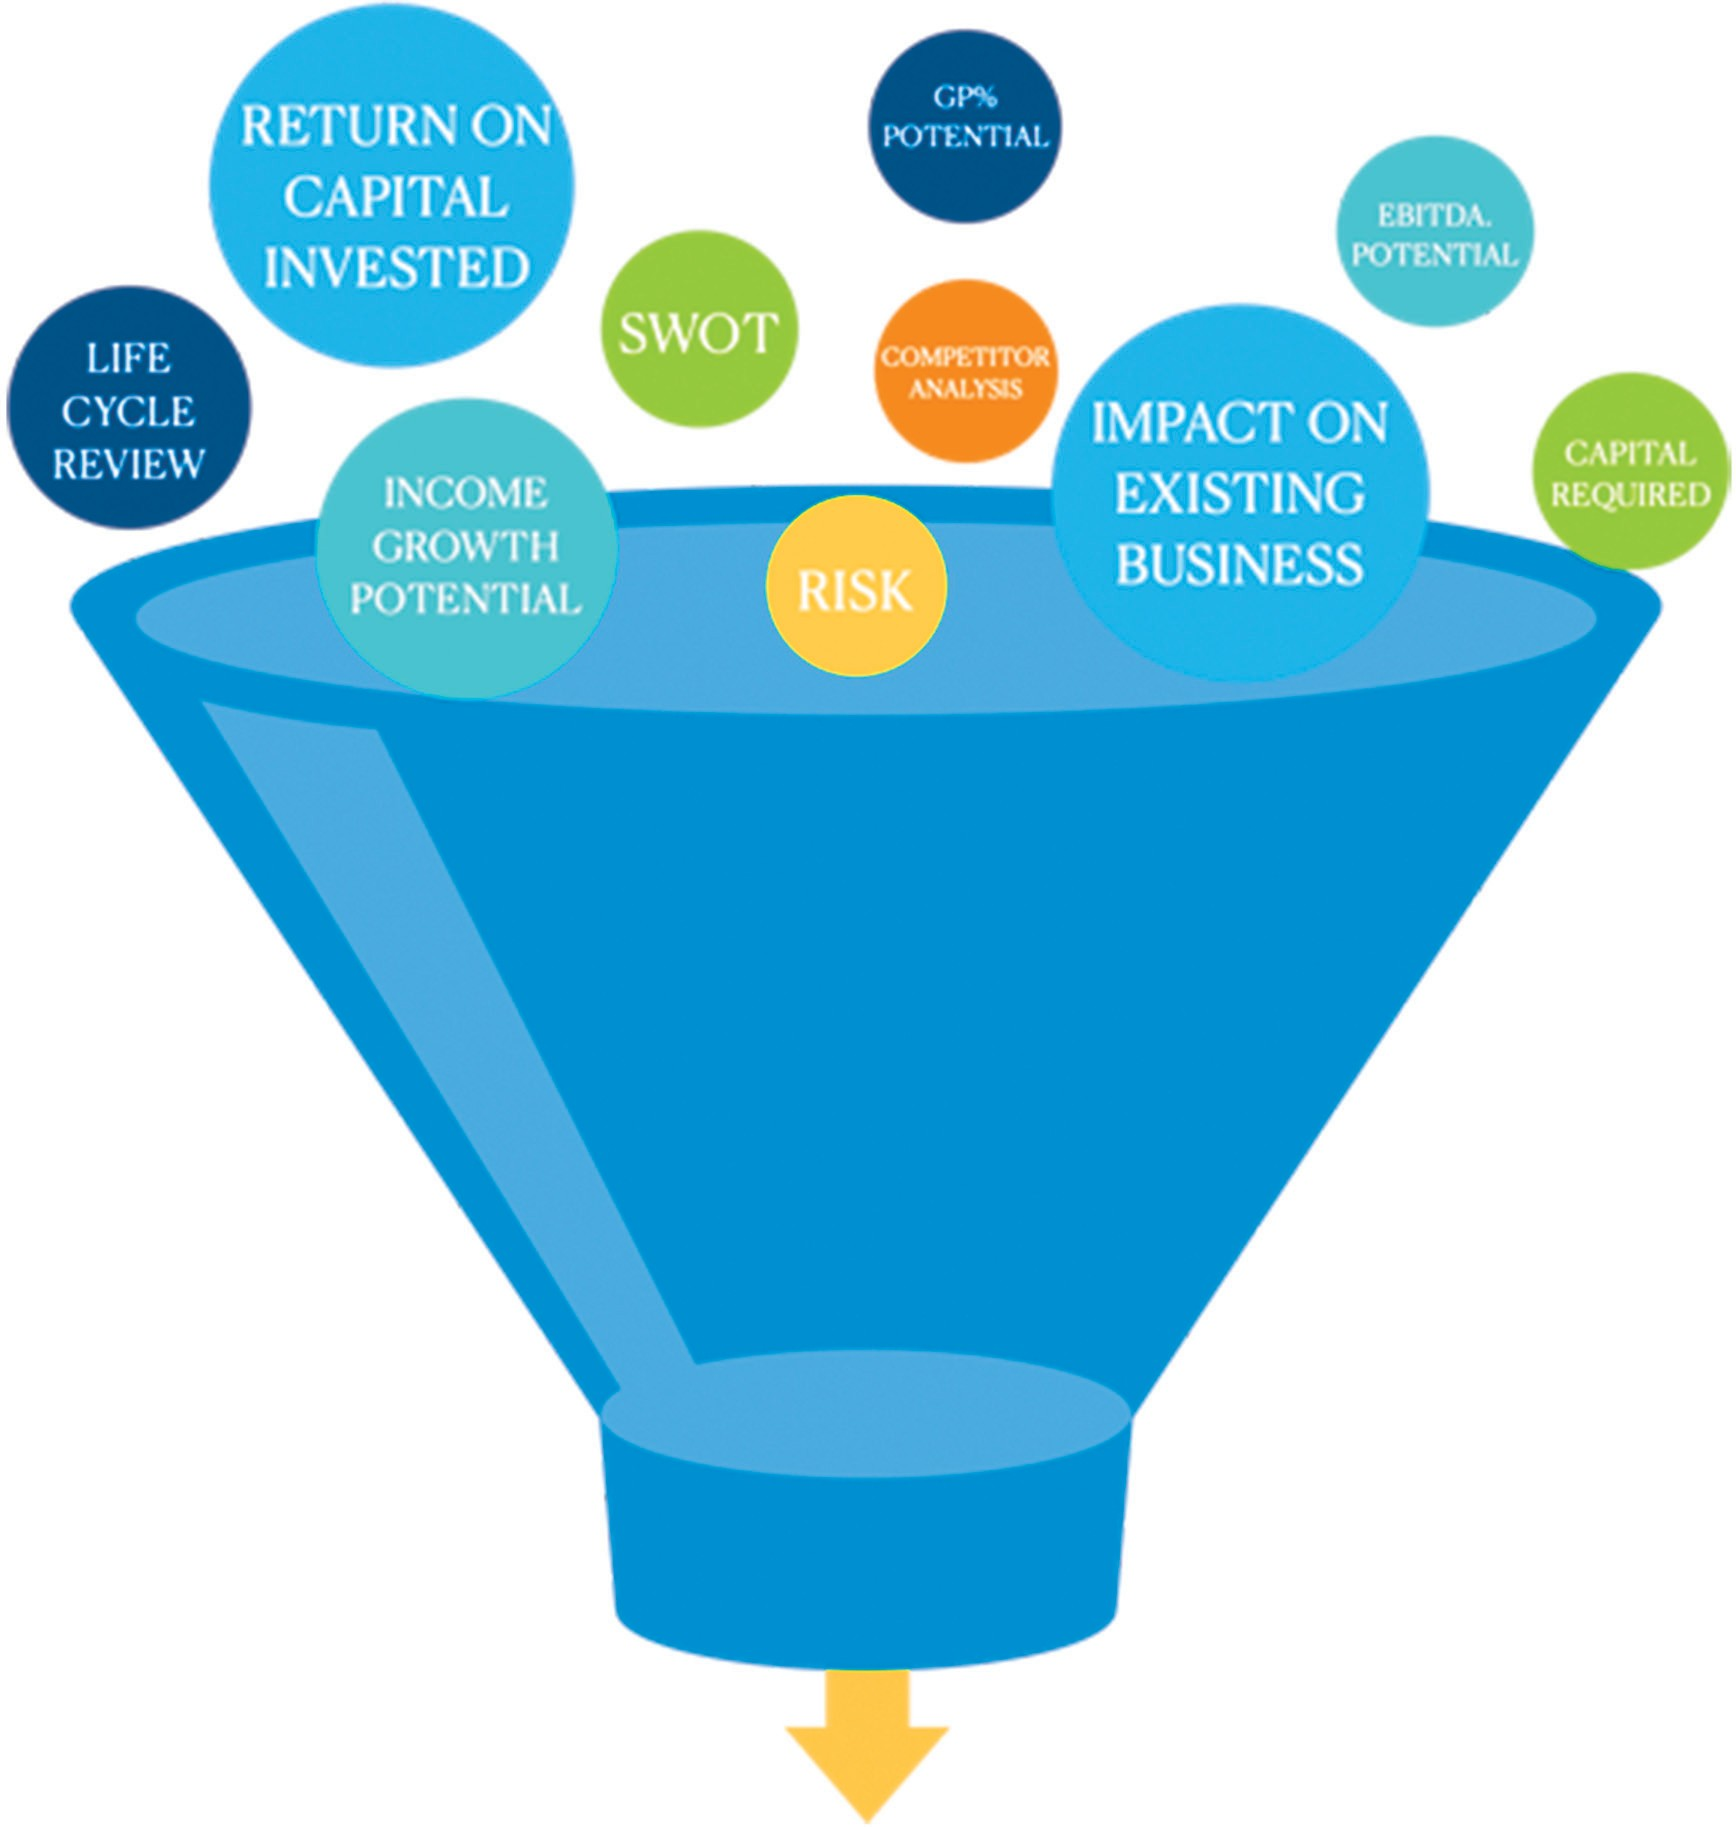 RETURN ON
CAPITAL
INVESTED
GP%
POTENTIAL
EBITDA.
POTENTIAL
LIFE
CYCLE
REVIEW
SWOT
COMPETITOR
ANALYSIS
IMPACT ON
EXISTING
BUSINESS
CAPITAL
REQUIRED
INCOME
GROWTH
POTENTIAL
RISK